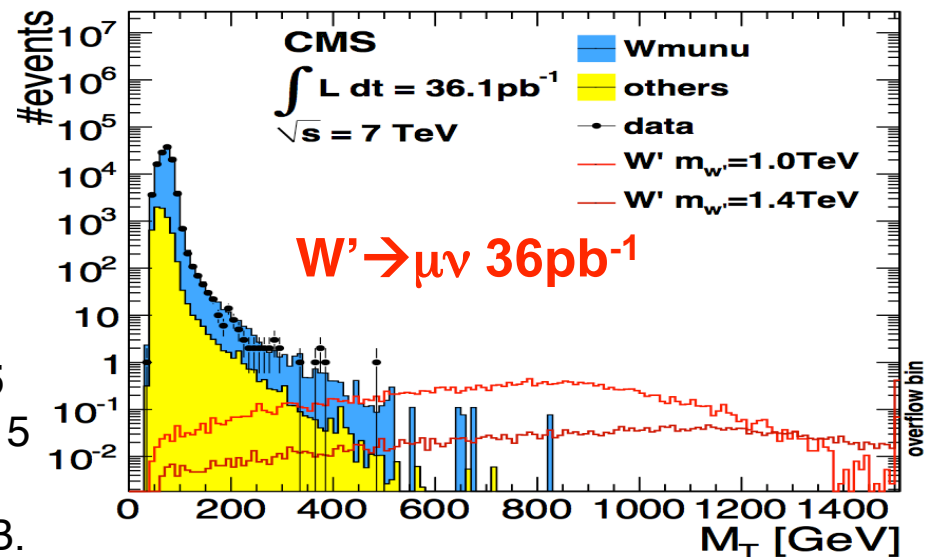 #events
10⁷
10⁶
10⁵
10⁴
10³
10²
10
1
10⁻¹
10⁻²
CMS
∫ L dt = 36.1pb⁻¹
√s = 7 TeV
Wmunu
others
data
W' m_w'=1.0TeV
W' m_w'=1.4TeV
W'→μν 36pb⁻¹
overflow bin
5
0 200 400 600 800 1000 1200 1400
M_T [GeV]